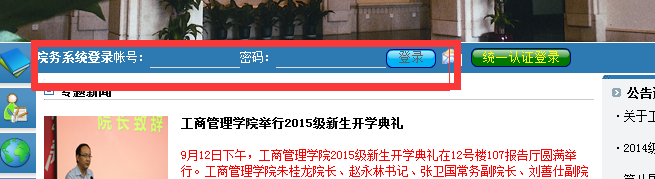 院务系统登录帐号： 密码： 登录 统一认证登录
专题新闻
公告
院长致辞
工商管理学院举行2015级新生开学典礼
9月12日下午，工商管理学院2015级新生开学典礼在12号楼107报告厅圆满举
行。工商管理学院朱桂龙院长、赵永林书记、张卫国常务副院长、刘善仕副院
· 关于工
· 2014级